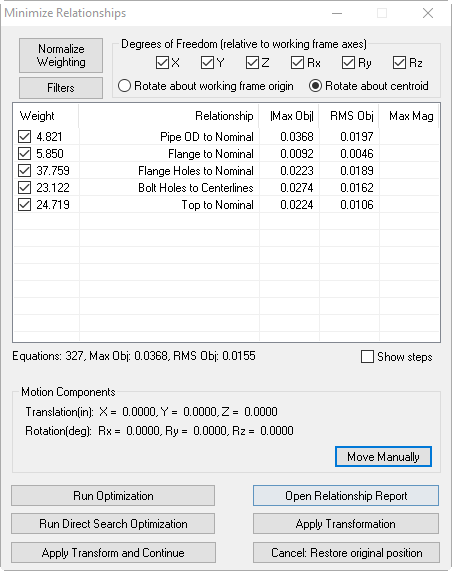 Minimize Relationships
Normalize
Weighting
Filters
Degrees of Freedom (relative to working frame axes)
X Y Z Rx Ry Rz
Rotate about working frame origin Rotate about centroid
Weight Relationship |Max Obj| RMS Obj Max Mag
4.821 Pipe OD to Nominal 0.0368 0.0197
5.850 Flange to Nominal 0.0092 0.0046
37.759 Flange Holes to Nominal 0.0223 0.0189
23.122 Bolt Holes to Centerlines 0.0274 0.0162
24.719 Top to Nominal 0.0224 0.0106
Equations: 327, Max Obj: 0.0368, RMS Obj: 0.0155
Show steps
Motion Components
Translation(in): X = 0.0000, Y = 0.0000, Z = 0.0000
Rotation(deg): Rx = 0.0000, Ry = 0.0000, Rz = 0.0000
Move Manually
Run Optimization Open Relationship Report
Run Direct Search Optimization Apply Transformation
Apply Transform and Continue Cancel: Restore original position